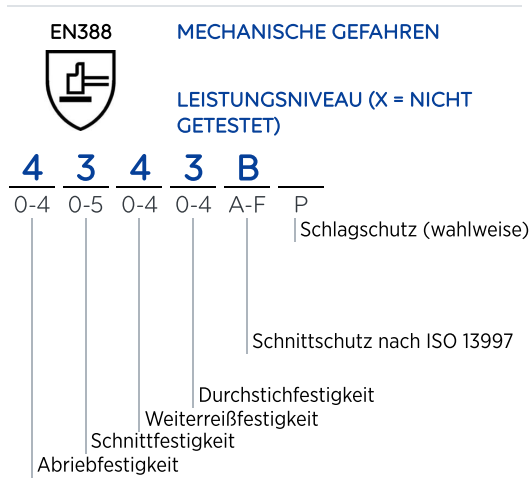 EN388
MECHANISCHE GEFAHREN
LEISTUNGSNIVEAU (X = NICHT
GETESTET)
4 3 4 3 B
0-4 0-5 0-4 0-4 A-F P
Schlagschutz (wahlweise)
Schnittschutz nach ISO 13997
Durchstichfestigkeit
Weiterreißfestigkeit
Schnittfestigkeit
Abriebfestigkeit